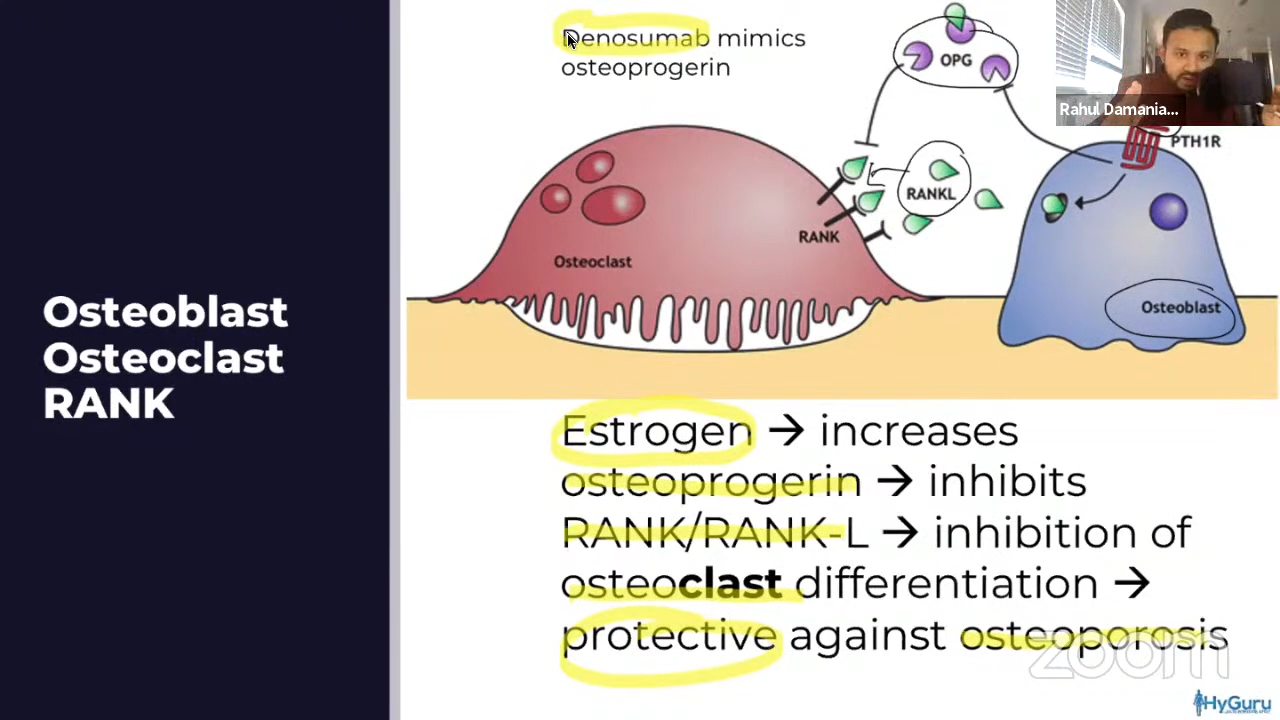 Denosumab mimics
osteoprogerin
OPG
Rahul Damania...
PTH1R
RANKL
RANK
Osteoclast
Osteoblast
Osteoblast
Osteoclast
RANK
Estrogen → increases
osteoprogerin → inhibits
RANK/RANK-L → inhibition of
osteoclast differentiation →
protective against osteoporosis
zoom
HyGuru